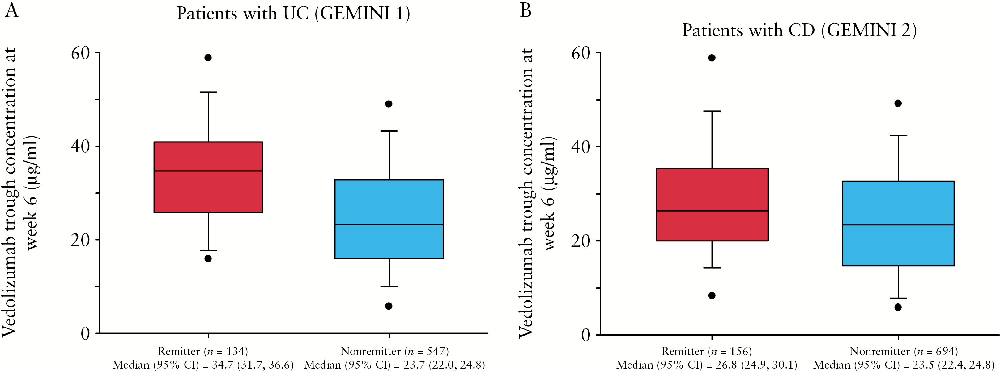 A
Patients with UC (GEMINI 1)
Vedolizumab trough concentration at
week 6 (µg/ml)
60
40
20
0
Remitter (n = 134)
Median (95% CI) = 34.7 (31.7, 36.6)
Nonremitter (n = 547)
Median (95% CI) = 23.7 (22.0, 24.8)
B
Patients with CD (GEMINI 2)
Vedolizumab trough concentration at
week 6 (µg/ml)
60
40
20
0
Remitter (n = 156)
Median (95% CI) = 26.8 (24.9, 30.1)
Nonremitter (n = 694)
Median (95% CI) = 23.5 (22.4, 24.8)